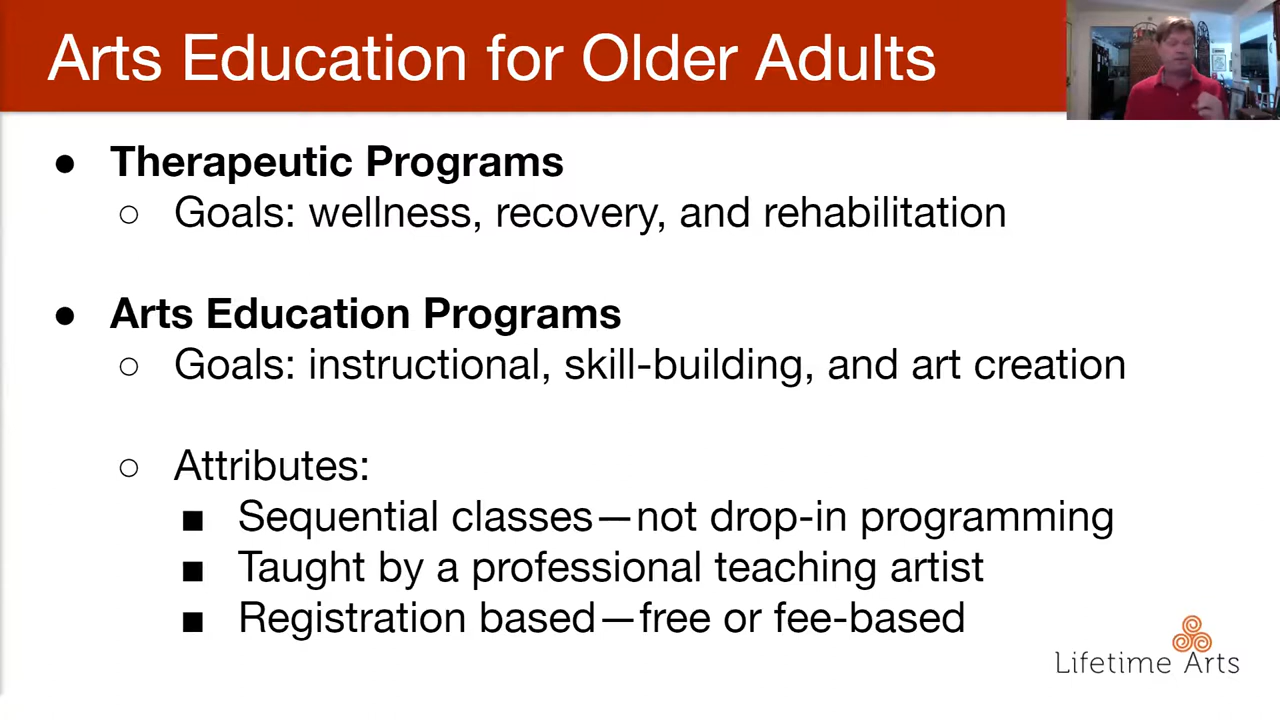 Arts Education for Older Adults
● Therapeutic Programs
○ Goals: wellness, recovery, and rehabilitation
● Arts Education Programs
○ Goals: instructional, skill-building, and art creation
○ Attributes:
■ Sequential classes—not drop-in programming
■ Taught by a professional teaching artist
■ Registration based—free or fee-based
Lifetime Arts